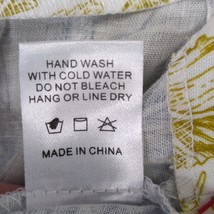 HAND WASH
WITH COLD WATER
DO NOT BLEACH
HANG OR LINE DRY
MADE IN CHINA